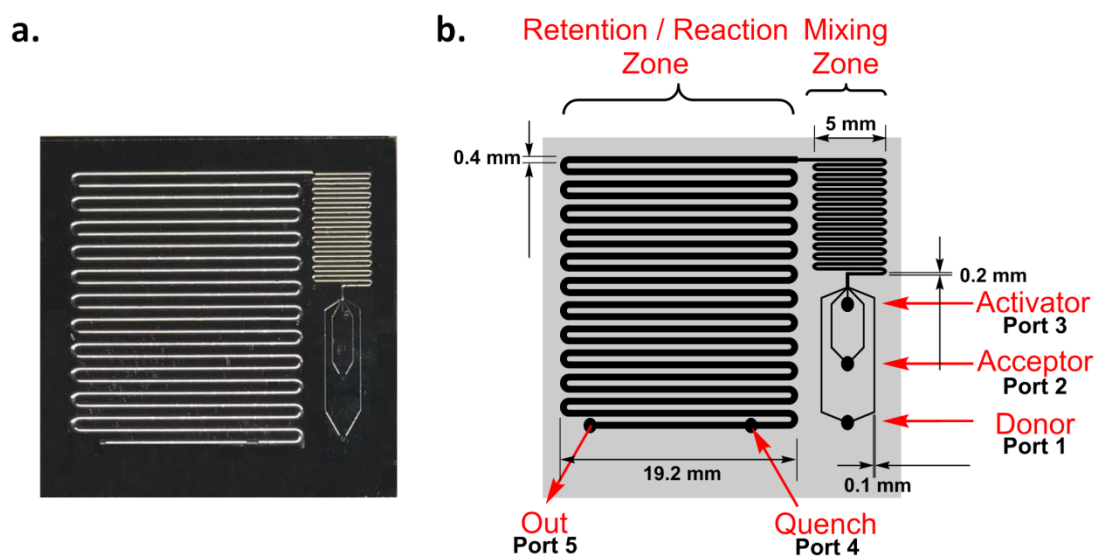 a.
b.
Retention / Reaction
Zone
Mixing
Zone
5 mm
0.4 mm
0.2 mm
Activator
Port 3
Acceptor
Port 2
Donor
Port 1
19.2 mm
0.1 mm
Out
Port 5
Quench
Port 4